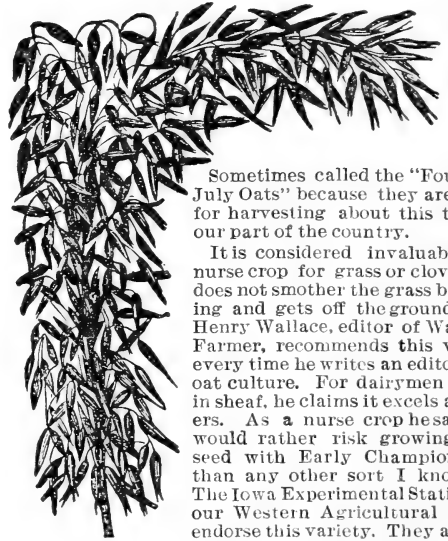 Sometimes called the "Fou
July Oats" because they are
for harvesting about this t
our part of the country.
It is considered invaluab
nurse crop for grass or clov
does not smother the grass b
ing and gets off the ground
Henry Wallace, editor of Wa
Farmer, recommends this v
every time he writes an edito
oat culture. For dairymen
in sheaf, he claims it excels a
ers. As a nurse crop he sa
would rather risk growing
seed with Early Champio
than any other sort I kno
The Iowa Experimental Stati
our Western Agricultural
endorse this variety. They a